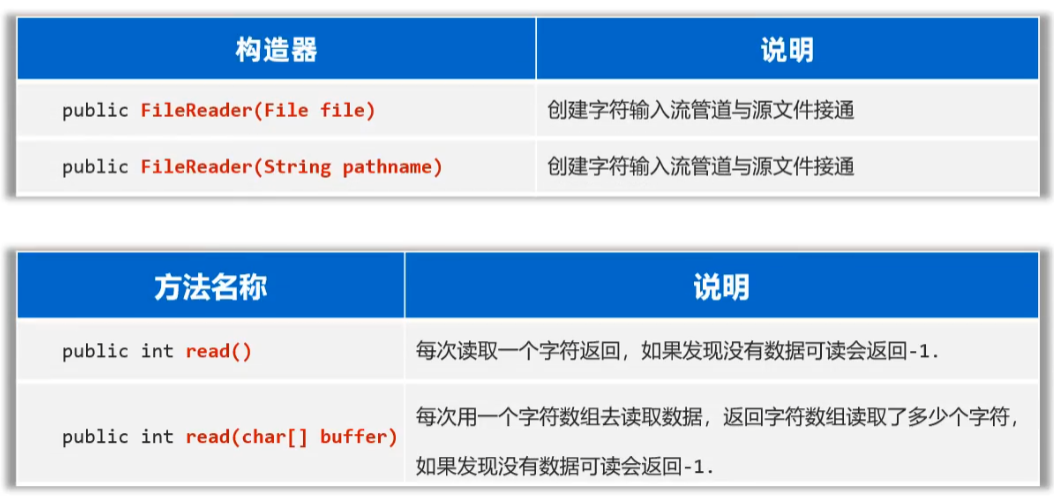 构造器 说明
public FileReader(File file) 创建字符输入流管道与源文件接通
public FileReader(String pathname) 创建字符输入流管道与源文件接通
方法名称 说明
public int read() 每次读取一个字符返回，如果发现没有数据可读会返回-1.
public int read(char[] buffer) 每次用一个字符数组去读取数据，返回字符数组读取了多少个字符，
如果发现没有数据可读会返回-1.